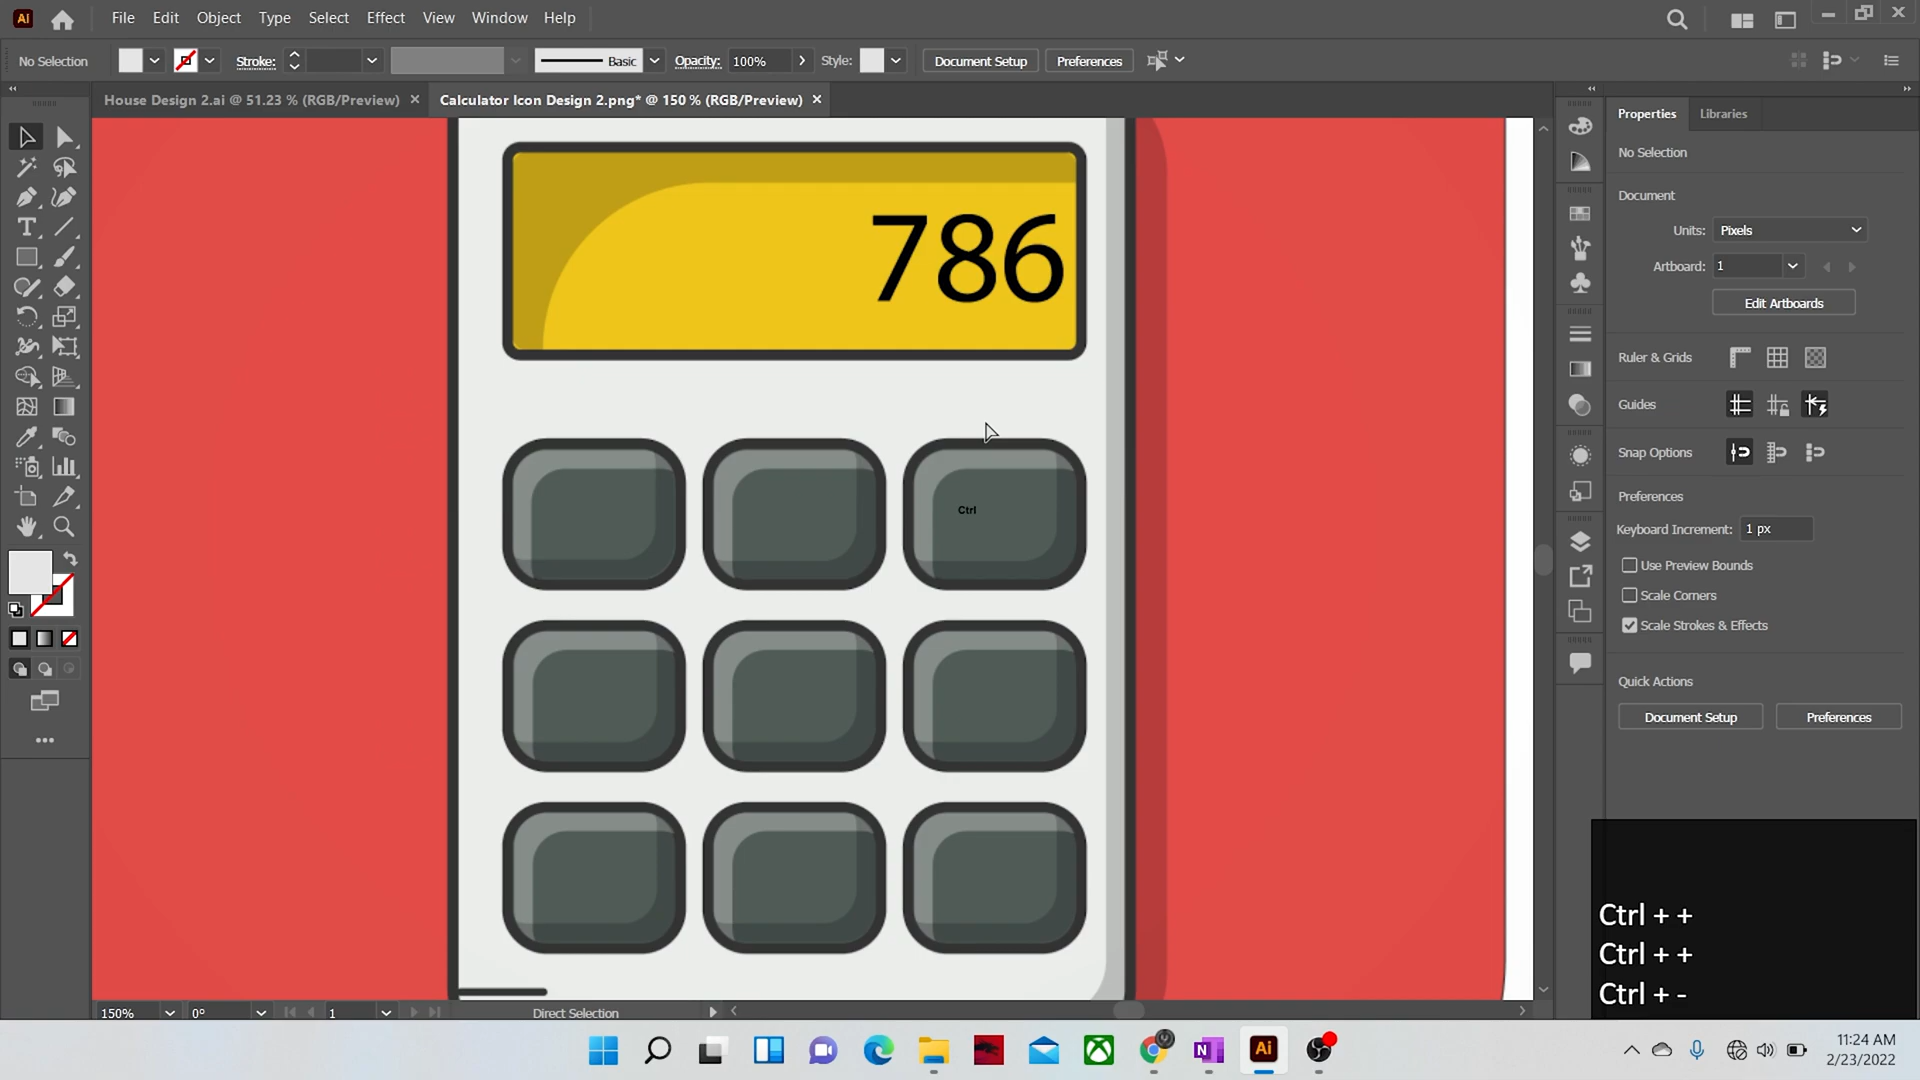 Ai File Edit Object Type Select Effect View Window Help
No Selection Stroke: Basic Opacity: 100% Style: Document Setup Preferences
House Design 2.ai @ 51.23 % (RGB/Preview) × Calculator Icon Design 2.png* @ 150 % (RGB/Preview) ×
Properties Libraries
No Selection
Document
Units: Pixels
Artboard: 1
Edit Artboards
Ruler & Grids
Guides
Snap Options
Preferences
Keyboard Increment: 1 px
Use Preview Bounds
Scale Corners
Scale Strokes & Effects
Quick Actions
Document Setup Preferences
786
Ctrl
Ctrl + +
Ctrl + +
Ctrl + -
150% 0° 1 Direct Selection
N Ai
11:24 AM
2/23/2022